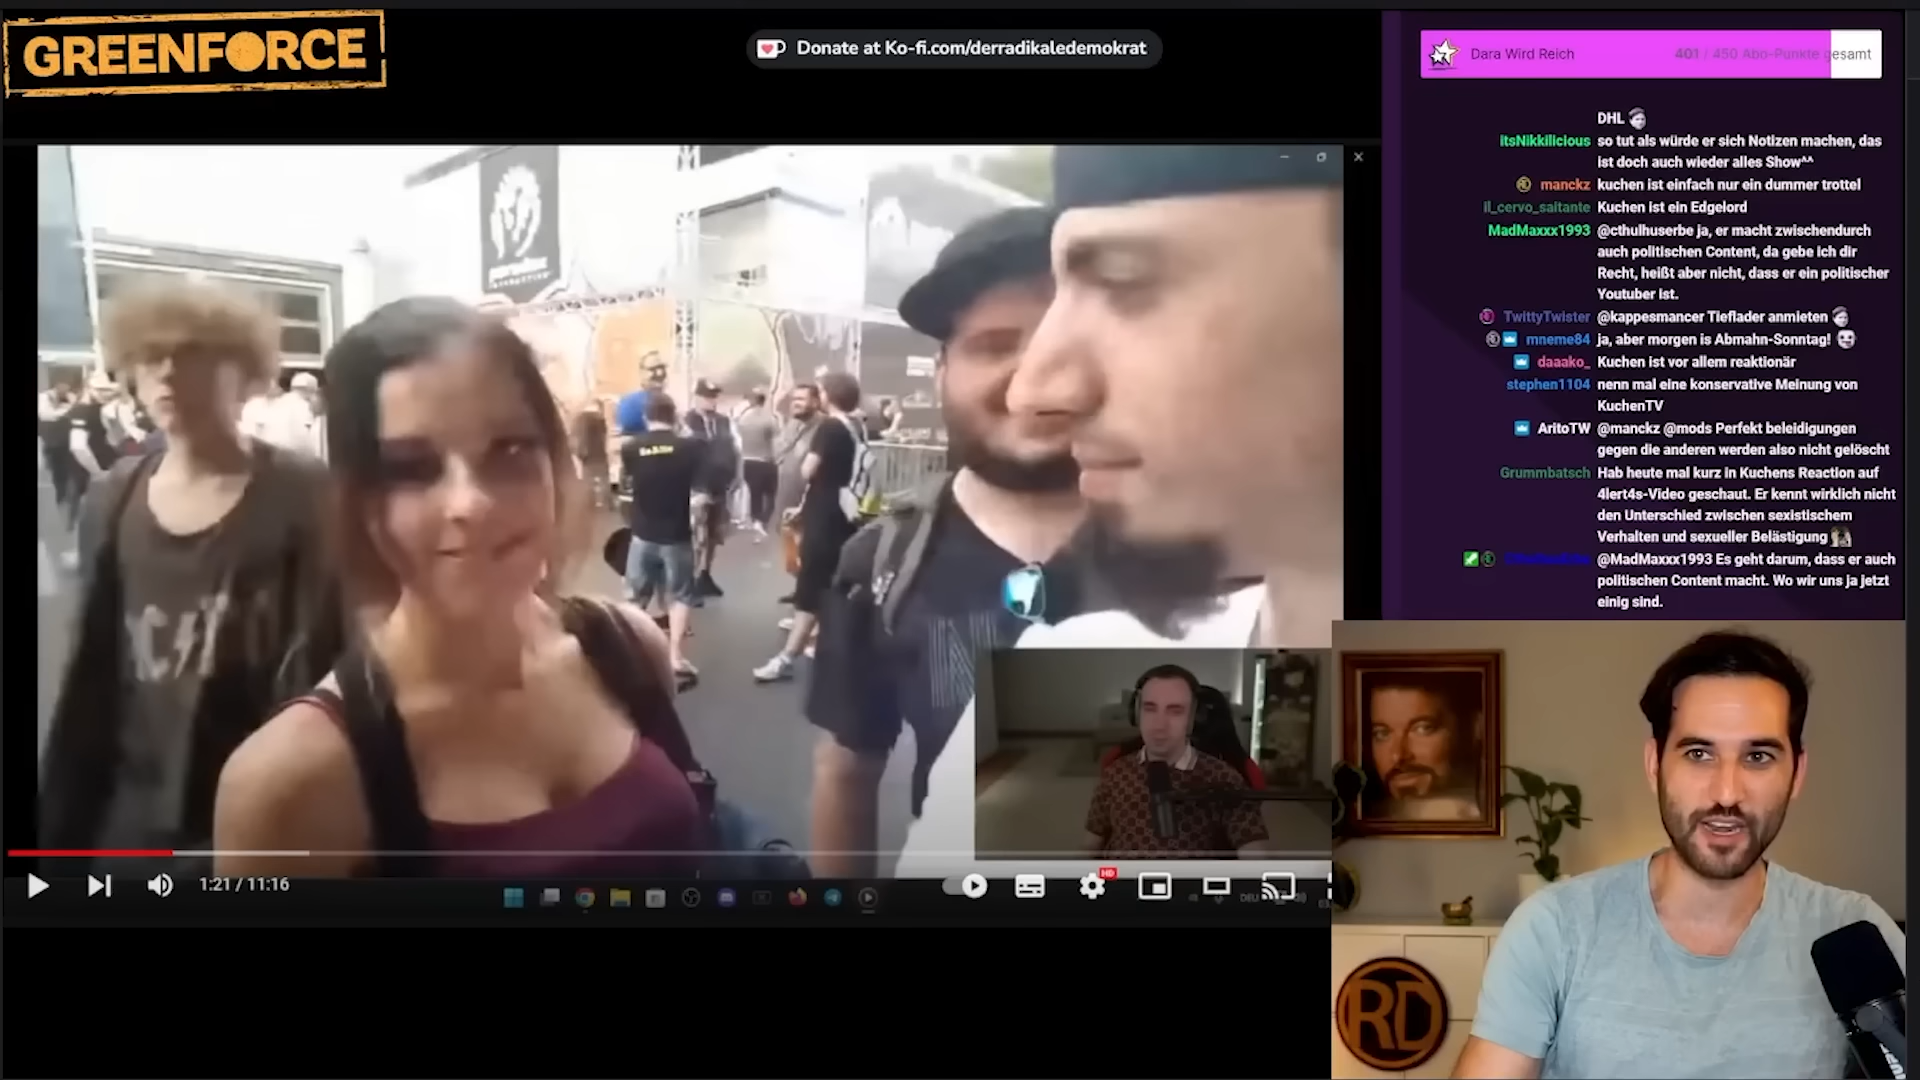 GREENFORCE
Donate at Ko-fi.com/derradikaledemokrat
Dara Wird Reich
401 / 450 Abo-Punkte gesamt
DHL
itsNikkilicious so tut als würde er sich Notizen machen, das
ist doch auch wieder alles Show^^
manckz kuchen ist einfach nur ein dummer trottel
il_cervo_saltante Kuchen ist ein Edgelord
MadMaxxx1993 @cthulhuserbe ja, er macht zwischendurch
auch politischen Content, da gebe ich dir
Recht, heißt aber nicht, dass er ein politischer
Youtuber ist.
TwittyTwister @kappesmancer Tieflader anmieten
mneme84 ja, aber morgen is Abmahn-Sonntag!
daaako_ Kuchen ist vor allem reaktionär
stephen1104 nenn mal eine konservative Meinung von
KuchenTV
AritoTW @manckz @mods Perfekt beleidigungen
gegen die anderen werden also nicht gelöscht
Grummbatsch Hab heute mal kurz in Kuchens Reaction auf
4lert4s-Video geschaut. Er kennt wirklich nicht
den Unterschied zwischen sexistischem
Verhalten und sexueller Belästigung
@MadMaxxx1993 Es geht darum, dass er auch
politischen Content macht. Wo wir uns ja jetzt
einig sind.
1:21 / 11:16
HD
DEU
RD